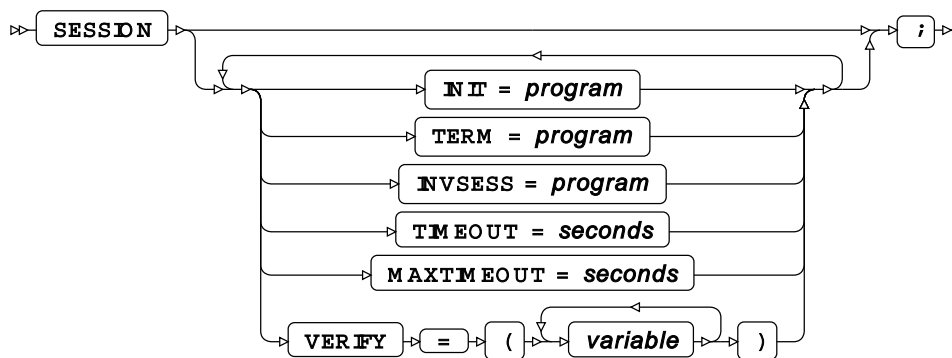 SESSION ;
INIT = program
TERM = program
INVSESS = program
TIMEOUT = seconds
MAXTIMEOUT = seconds
VERIFY = ( variable )